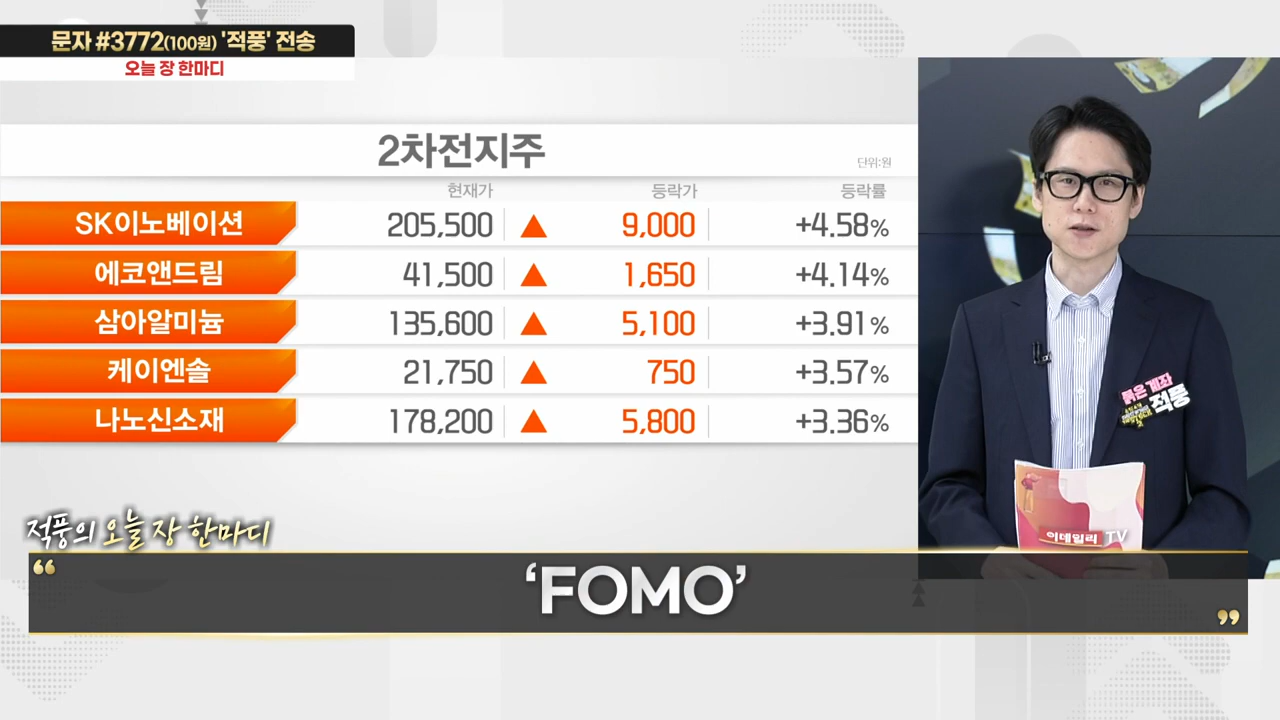 문자 #3772(100원) '적풍' 전송
오늘 장 한마디
2차전지주
단위:원
현재가 등락가 등락률
SK이노베이션 205,500 ▲ 9,000 +4.58%
에코앤드림 41,500 ▲ 1,650 +4.14%
삼아알미늄 135,600 ▲ 5,100 +3.91%
케이엔솔 21,750 ▲ 750 +3.57%
나노신소재 178,200 ▲ 5,800 +3.36%
붉은 계좌
적풍
이데일리 TV
적풍의 오늘 장 한마디
“ ‘FOMO’ ”